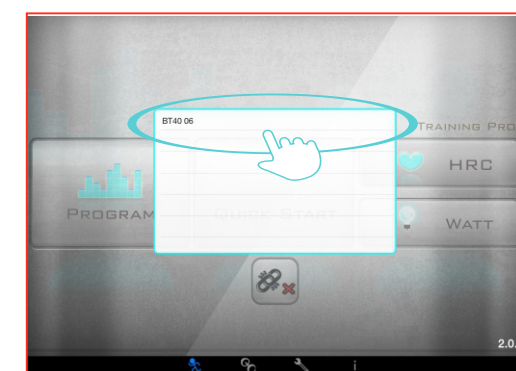 BT40 06
TRAINING PRO
HRC
PROGRAM
QUICK START
WATT
2.0.